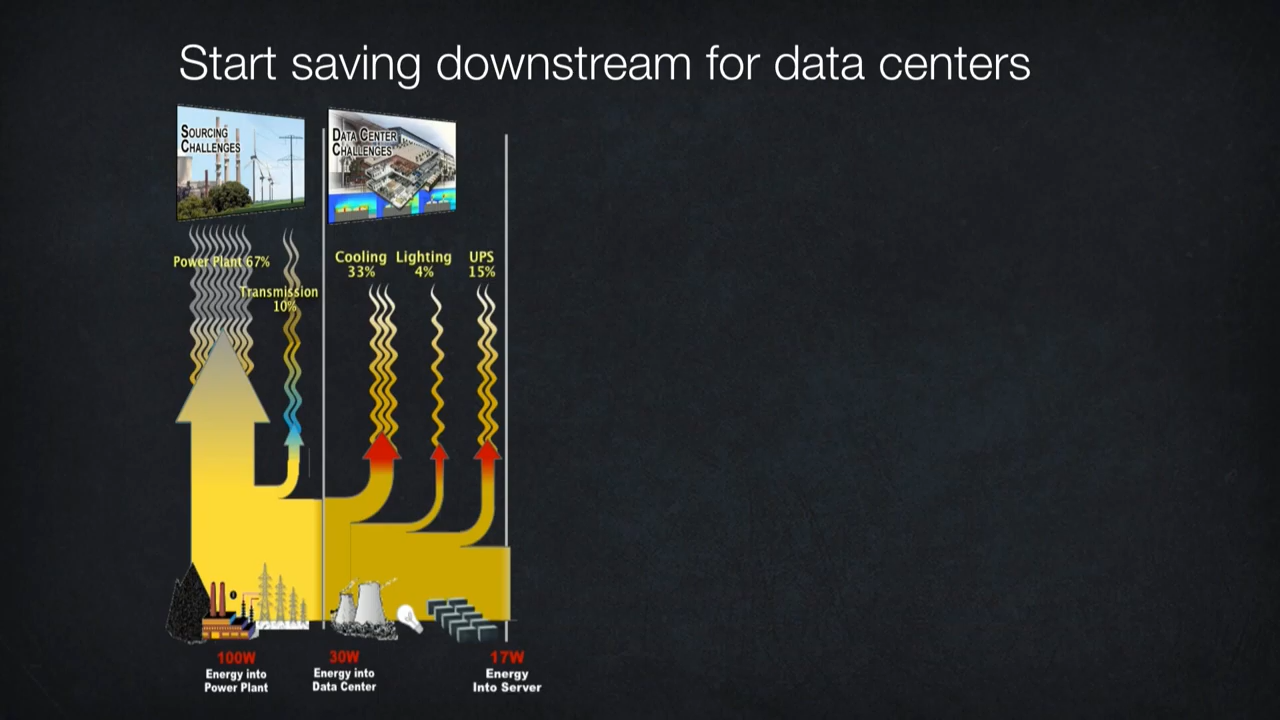 Start saving downstream for data centers
SOURCING
CHALLENGES
DATA CENTER
CHALLENGES
Power Plant 67%
Transmission
10%
Cooling
33%
Lighting
4%
UPS
15%
100W
Energy into
Power Plant
30W
Energy into
Data Center
17W
Energy
Into Server